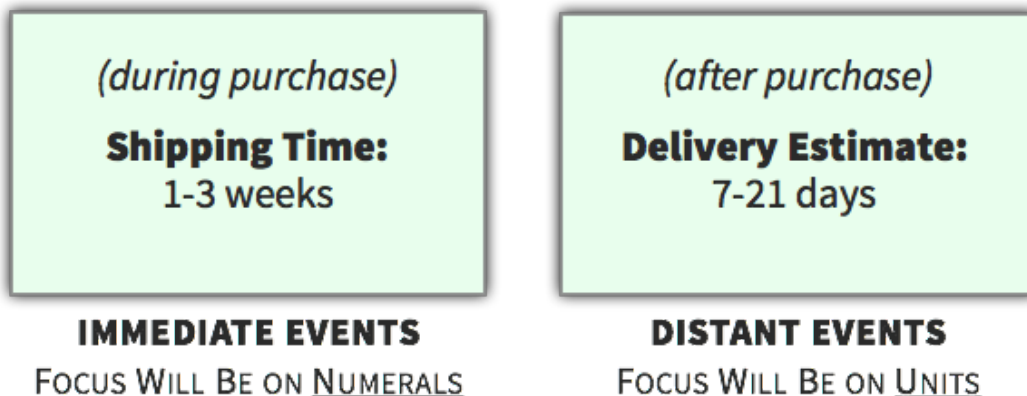 (during purchase)
Shipping Time:
1-3 weeks
IMMEDIATE EVENTS
FOCUS WILL BE ON NUMERALS
(after purchase)
Delivery Estimate:
7-21 days
DISTANT EVENTS
FOCUS WILL BE ON UNITS